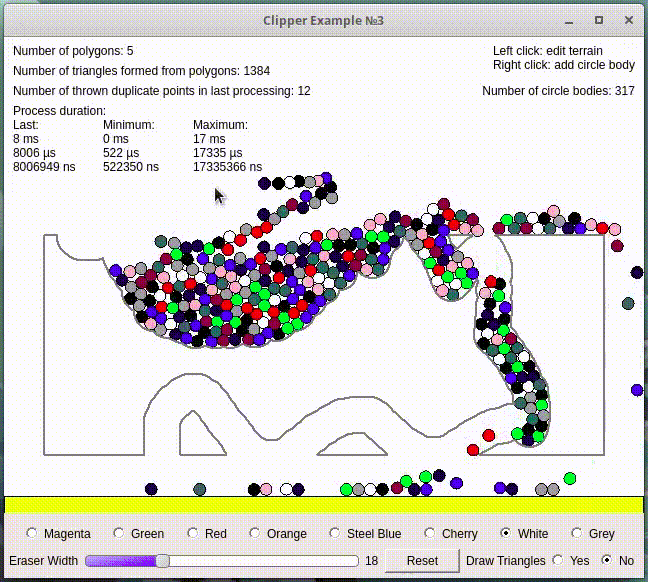 Clipper Example №3
Number of polygons: 5
Left click: edit terrain
Right click: add circle body
Number of triangles formed from polygons: 1384
Number of thrown duplicate points in last processing: 12
Number of circle bodies: 317
Process duration:
Last: Minimum: Maximum:
8 ms 0 ms 17 ms
8006 µs 522 µs 17335 µs
8006949 ns 522350 ns 17335366 ns
Magenta Green Red Orange Steel Blue Cherry White Grey
Eraser Width 18 Reset Draw Triangles Yes No